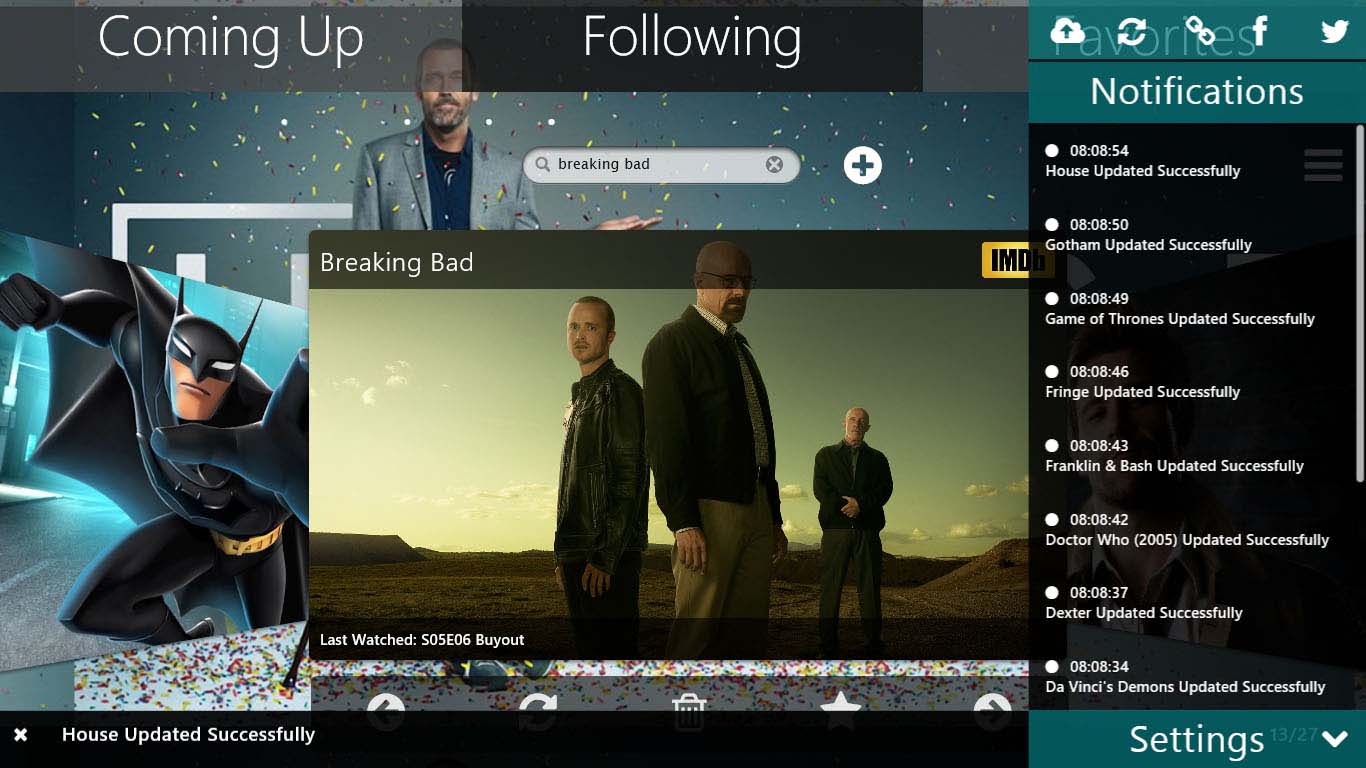 Coming Up
Following
Favorites
Notifications
breaking bad
08:08:54
House Updated Successfully
08:08:50
Gotham Updated Successfully
Breaking Bad
IMDb
08:08:49
Game of Thrones Updated Successfully
08:08:46
Fringe Updated Successfully
08:08:43
Franklin & Bash Updated Successfully
08:08:42
Doctor Who (2005) Updated Successfully
08:08:37
Dexter Updated Successfully
Last Watched: S05E06 Buyout
08:08:34
Da Vinci's Demons Updated Successfully
House Updated Successfully
Settings
13/27